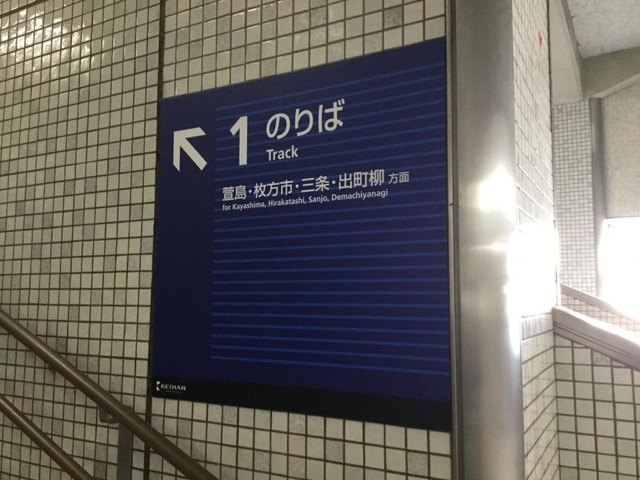 1 のりば
Track
萱島・枚方市・三条・出町柳 方面
for Kayashima, Hirakatashi, Sanjo, Demachiyanagi
KEIHAN